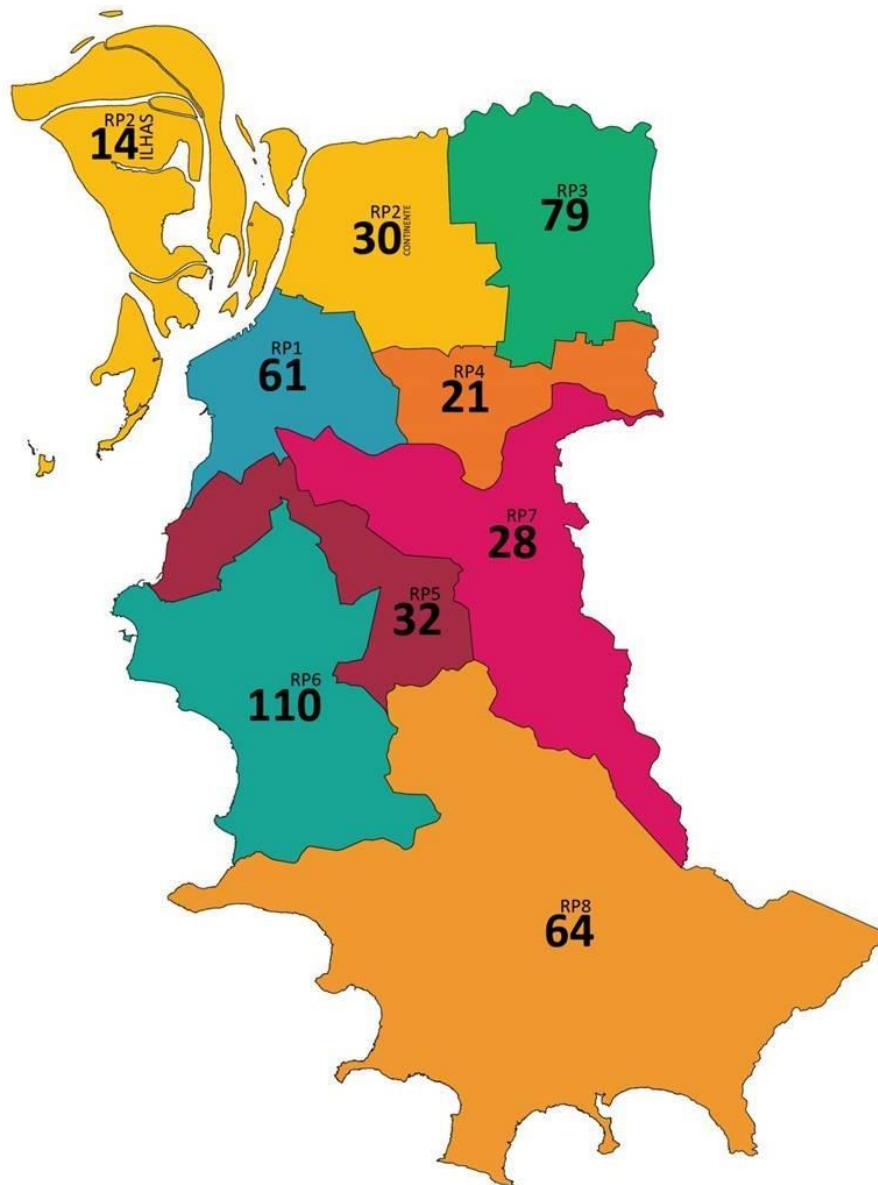 RP2
14
ILHAS
RP2
30
CONTINENTE
RP3
79
RP1
61
RP4
21
RP7
28
RP5
32
RP6
110
RP8
64